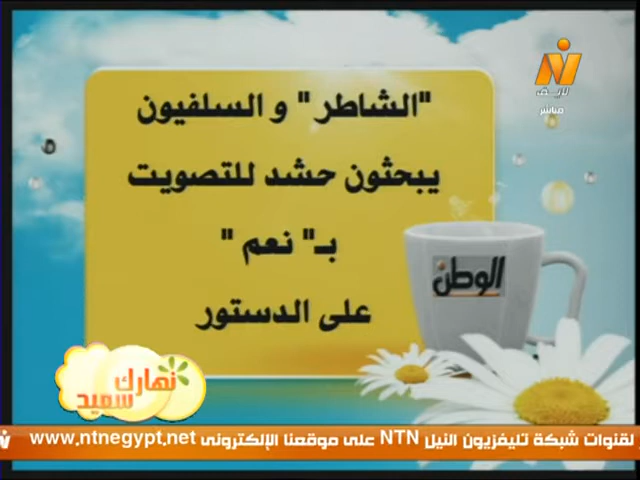 لايف
مباشر
"الشاطر" و السلفيون
يبحثون حشد للتصويت
بـ" نعم "
على الدستور
الوطن
نهارك
سعيد
لقنوات شبكة تليفزيون النيل NTN على موقعنا الإلكترونى www.ntnegypt.net